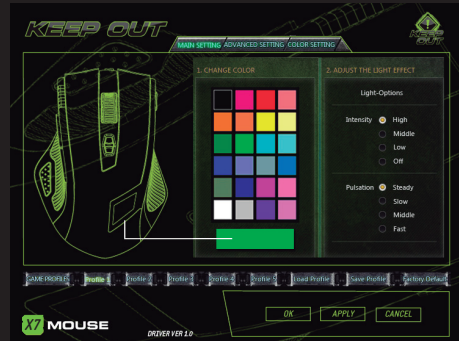 KEEP OUT
KEEP OUT
MAIN SETTING ADVANCED SETTING COLOR SETTING
1. CHANGE COLOR
2. ADJUST THE LIGHT EFFECT
Light-Options
Intensity High
Middle
Low
Off
Pulsation Steady
Slow
Middle
Fast
GAME PROFILES Profile 1 Profile 2 Profile 3 Profile 4 Profile 5 Load Profile Save Profile Factory Default
X7 MOUSE
DRIVER VER 1.0
OK APPLY CANCEL